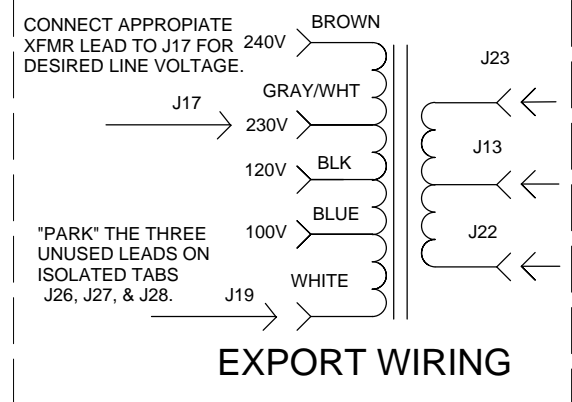 CONNECT APPROPIATE
XFMR LEAD TO J17 FOR
DESIRED LINE VOLTAGE.
240V
BROWN
J17
GRAY/WHT
230V
120V
BLK
BLUE
100V
"PARK" THE THREE
UNUSED LEADS ON
ISOLATED TABS
J26, J27, & J28.
J19
WHITE
J23
J13
J22
EXPORT WIRING